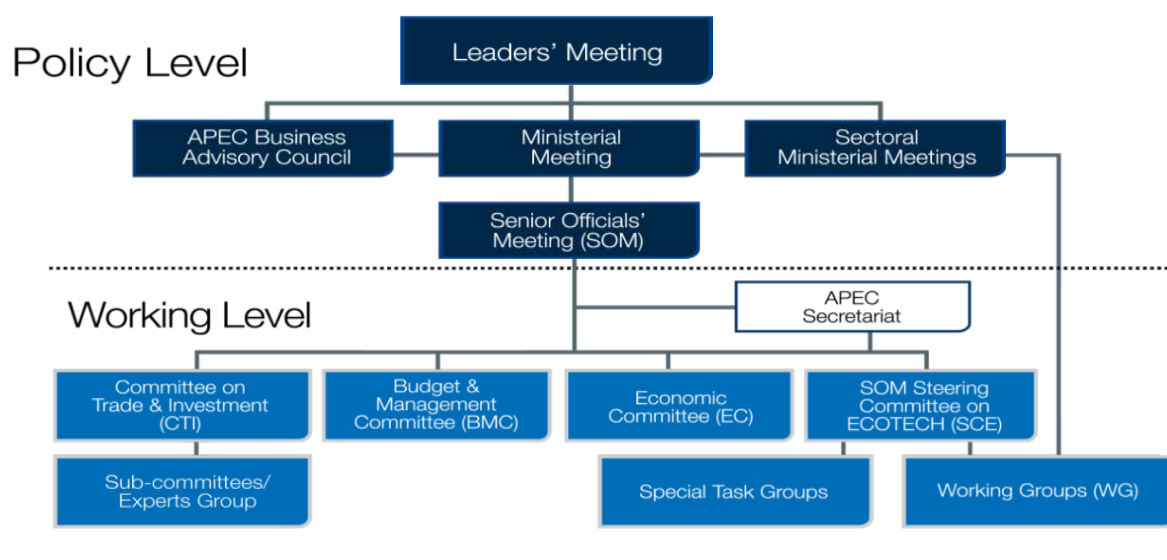 Policy Level
Leaders' Meeting
APEC Business
Advisory Council
Ministerial
Meeting
Sectoral
Ministerial Meetings
Senior Officials'
Meeting (SOM)
Working Level
APEC
Secretariat
Committee on
Trade & Investment
(CTI)
Budget &
Management
Committee (BMC)
Economic
Committee (EC)
SOM Steering
Committee on
ECOTECH (SCE)
Sub-committees/
Experts Group
Special Task Groups
Working Groups (WG)